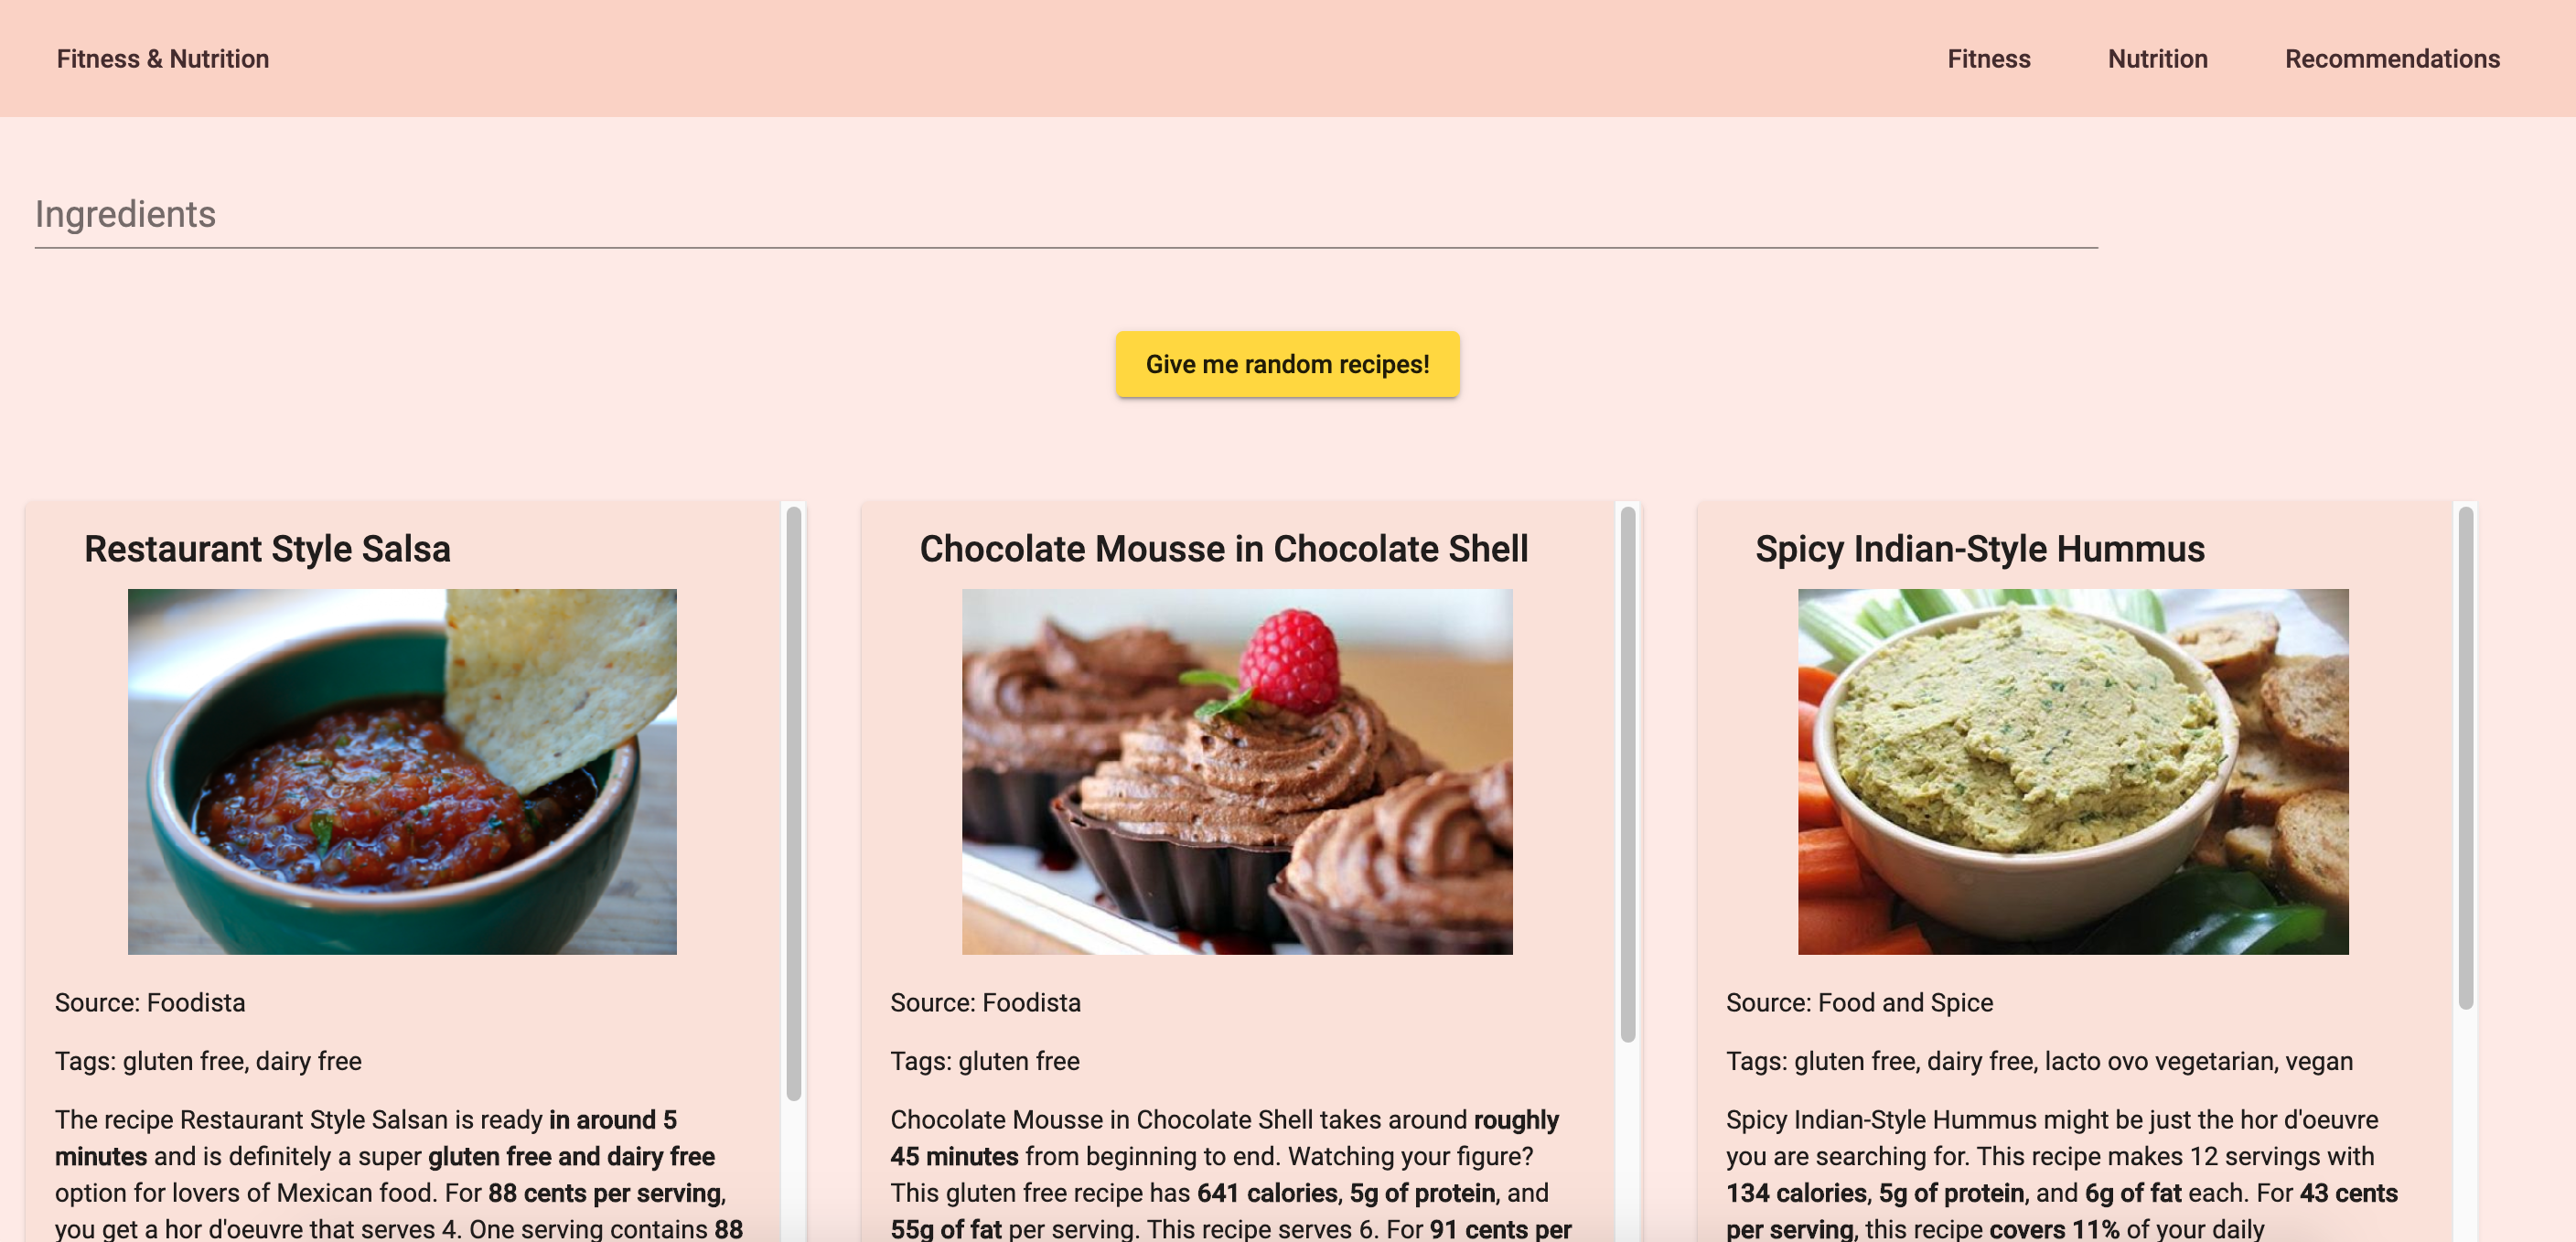 Fitness & Nutrition
Fitness
Nutrition
Recommendations
Ingredients
Give me random recipes!
Restaurant Style Salsa
Source: Foodista
Tags: gluten free, dairy free
The recipe Restaurant Style Salsan is ready in around 5
minutes and is definitely a super gluten free and dairy free
option for lovers of Mexican food. For 88 cents per serving,
you get a hor d'oeuvre that serves 4. One serving contains 88
Chocolate Mousse in Chocolate Shell
Source: Foodista
Tags: gluten free
Chocolate Mousse in Chocolate Shell takes around roughly
45 minutes from beginning to end. Watching your figure?
This gluten free recipe has 641 calories, 5g of protein, and
55g of fat per serving. This recipe serves 6. For 91 cents per
Spicy Indian-Style Hummus
Source: Food and Spice
Tags: gluten free, dairy free, lacto ovo vegetarian, vegan
Spicy Indian-Style Hummus might be just the hor d'oeuvre
you are searching for. This recipe makes 12 servings with
134 calories, 5g of protein, and 6g of fat each. For 43 cents
per serving, this recipe covers 11% of your daily